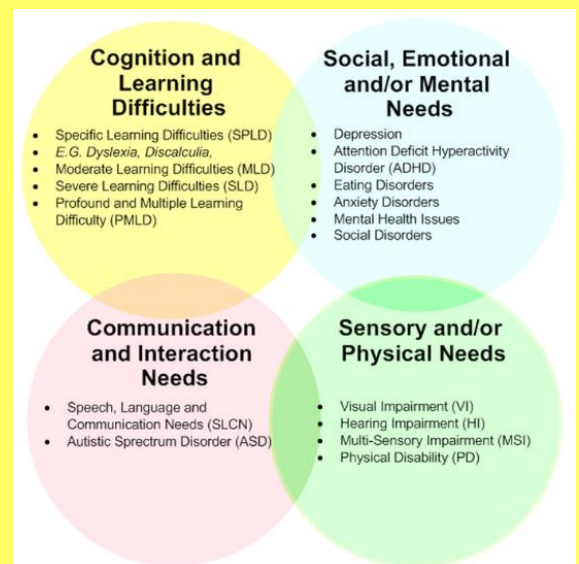 Cognition and
Learning
Difficulties
• Specific Learning Difficulties (SPLD)
• E.G. Dyslexia, Discalculia,
• Moderate Learning Difficulties (MLD)
• Severe Learning Difficulties (SLD)
• Profound and Multiple Learning
Difficulty (PMLD)
Social, Emotional
and/or Mental
Needs
• Depression
• Attention Deficit Hyperactivity
Disorder (ADHD)
• Eating Disorders
• Anxiety Disorders
• Mental Health Issues
• Social Disorders
Communication
and Interaction
Needs
• Speech, Language and
Communication Needs (SLCN)
• Autistic Sprectrum Disorder (ASD)
Sensory and/or
Physical Needs
• Visual Impairment (VI)
• Hearing Impairment (HI)
• Multi-Sensory Impairment (MSI)
• Physical Disability (PD)